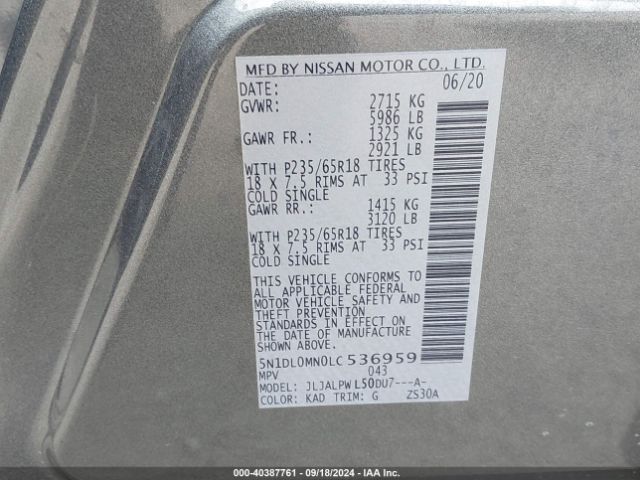 MFD BY NISSAN MOTOR CO., LTD.
DATE: 06/20
GVWR: 2715 KG
5986 LB
GAWR FR.: 1325 KG
2921 LB
WITH P235/65R18 TIRES
18 X 7.5 RIMS AT 33 PSI
COLD SINGLE
GAWR RR.: 1415 KG
3120 LB
WITH P235/65R18 TIRES
18 X 7.5 RIMS AT 33 PSI
COLD SINGLE
THIS VEHICLE CONFORMS TO
ALL APPLICABLE FEDERAL
MOTOR VEHICLE SAFETY AND
THEFT PREVENTION
STANDARDS IN EFFECT ON
THE DATE OF MANUFACTURE
SHOWN ABOVE.
5N1DL0MN0LC536959
MPV 043
MODEL: JLJALPWL50DU7---A-
COLOR: KAD TRIM: G ZS30A
000-40387761 - 09/18/2024 - IAA Inc.